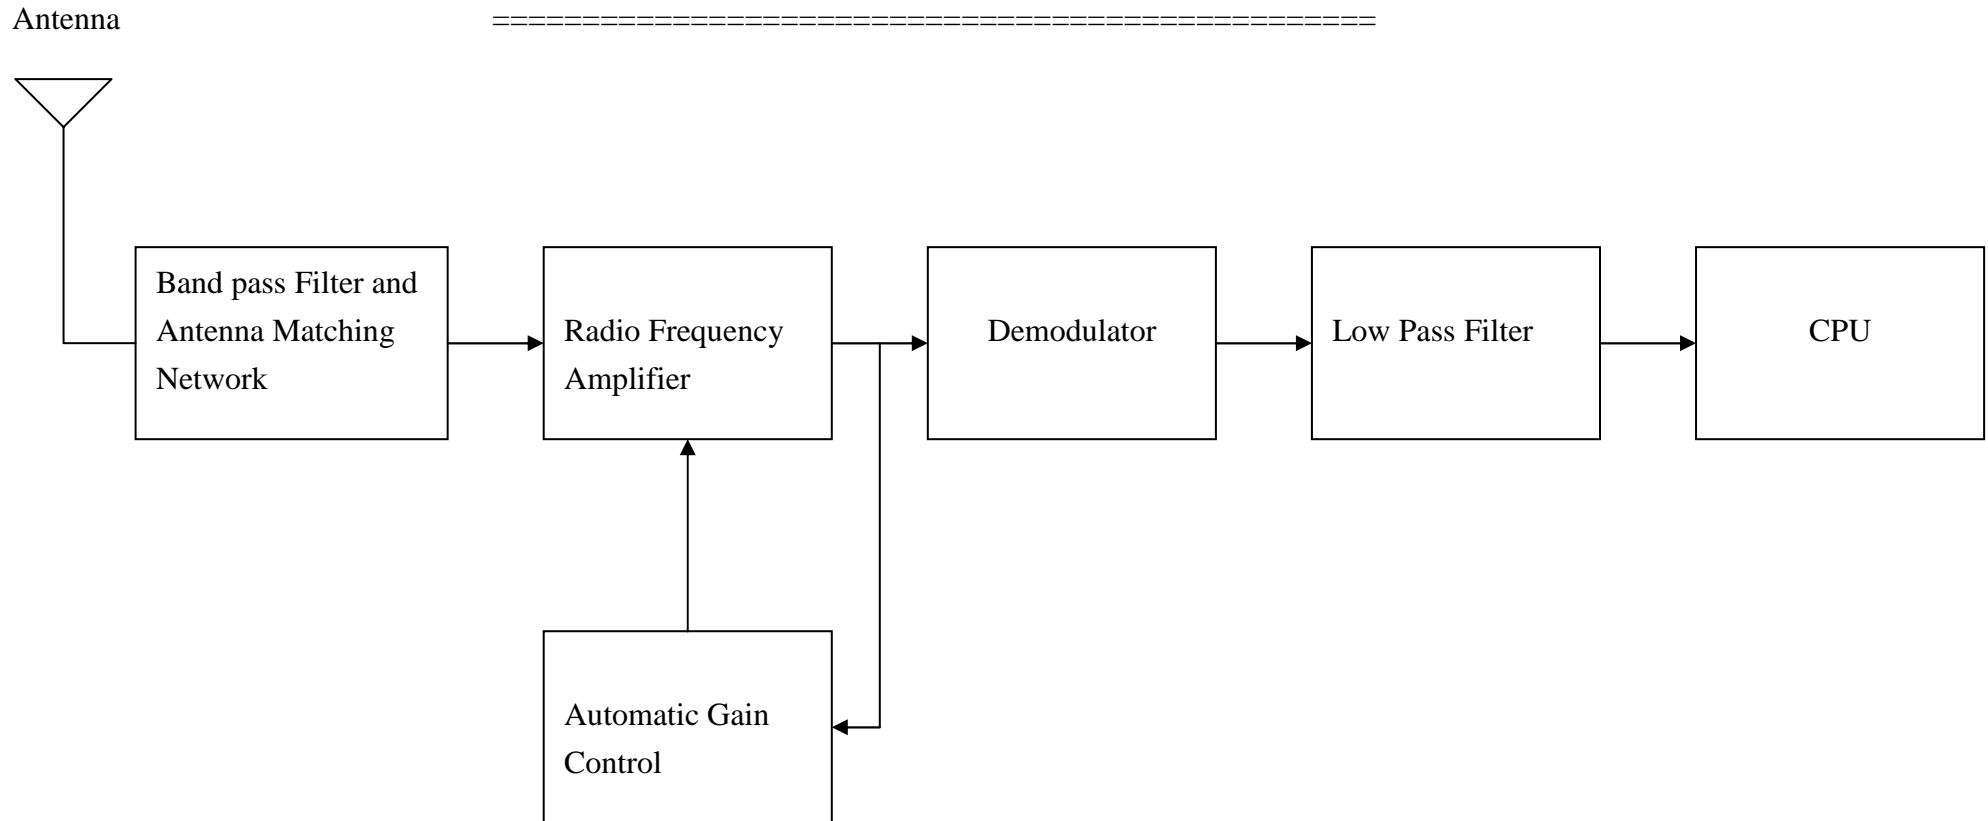 Antenna =================================================
Band pass Filter and
Antenna Matching
Network
Radio Frequency
Amplifier
Demodulator
Low Pass Filter
CPU
Automatic Gain
Control